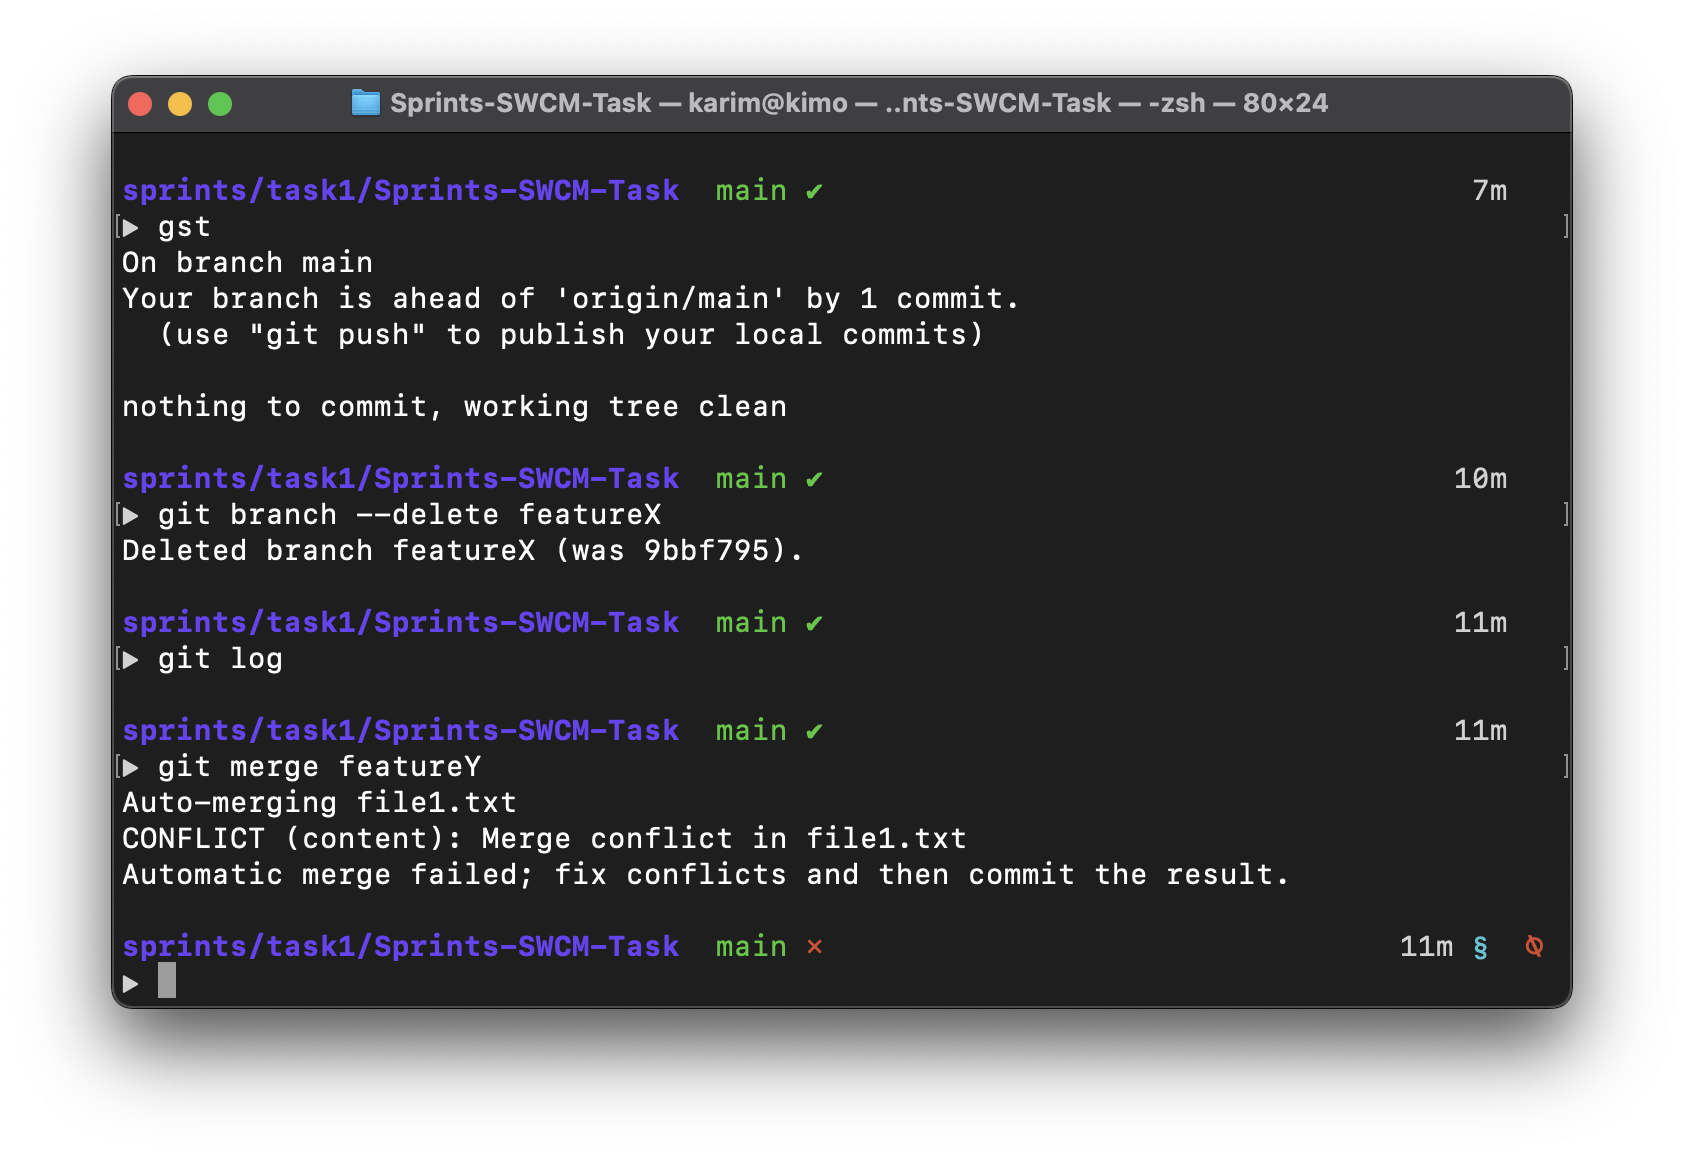 Sprints-SWCM-Task — karim@kimo — ..nts-SWCM-Task — -zsh — 80×24
sprints/task1/Sprints-SWCM-Task  main ✔ 7m
[▶ gst ]
On branch main
Your branch is ahead of 'origin/main' by 1 commit.
  (use "git push" to publish your local commits)
nothing to commit, working tree clean
sprints/task1/Sprints-SWCM-Task  main ✔ 10m
[▶ git branch --delete featureX ]
Deleted branch featureX (was 9bbf795).
sprints/task1/Sprints-SWCM-Task  main ✔ 11m
[▶ git log ]
sprints/task1/Sprints-SWCM-Task  main ✔ 11m
[▶ git merge featureY ]
Auto-merging file1.txt
CONFLICT (content): Merge conflict in file1.txt
Automatic merge failed; fix conflicts and then commit the result.
sprints/task1/Sprints-SWCM-Task  main × 11m §  Ø
▶